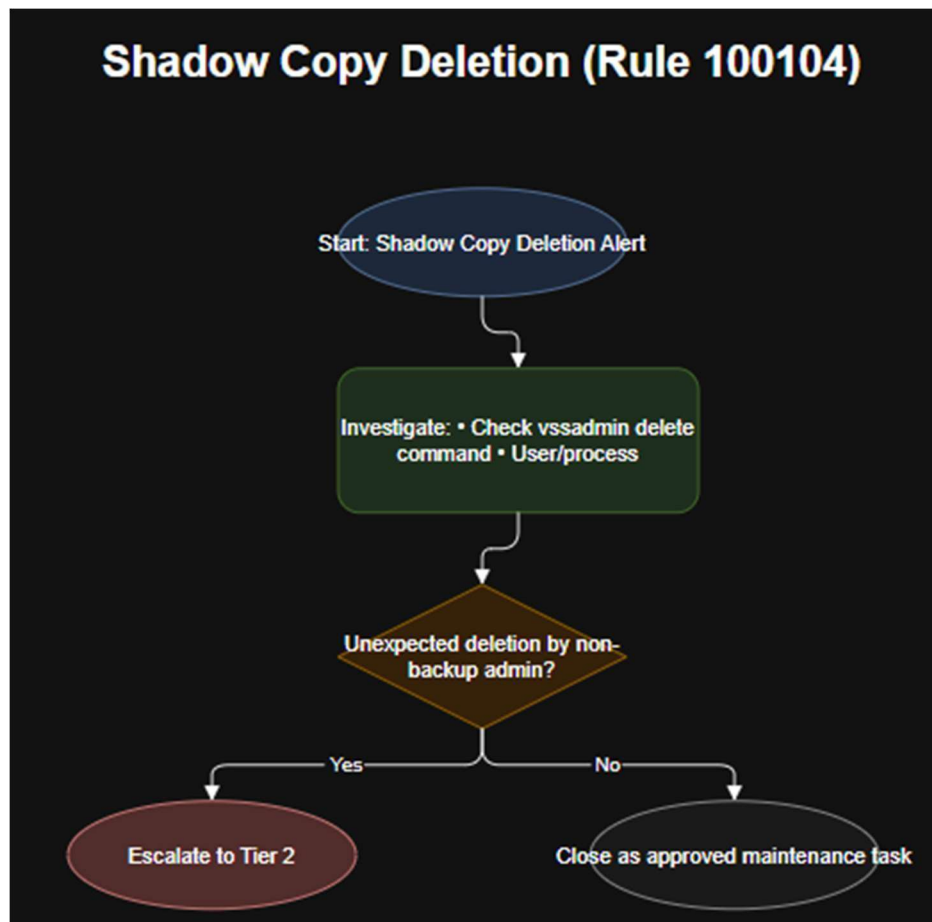 Shadow Copy Deletion (Rule 100104)
Start: Shadow Copy Deletion Alert
Investigate: • Check vssadmin delete
command • User/process
Unexpected deletion by non-
backup admin?
Yes
No
Escalate to Tier 2
Close as approved maintenance task